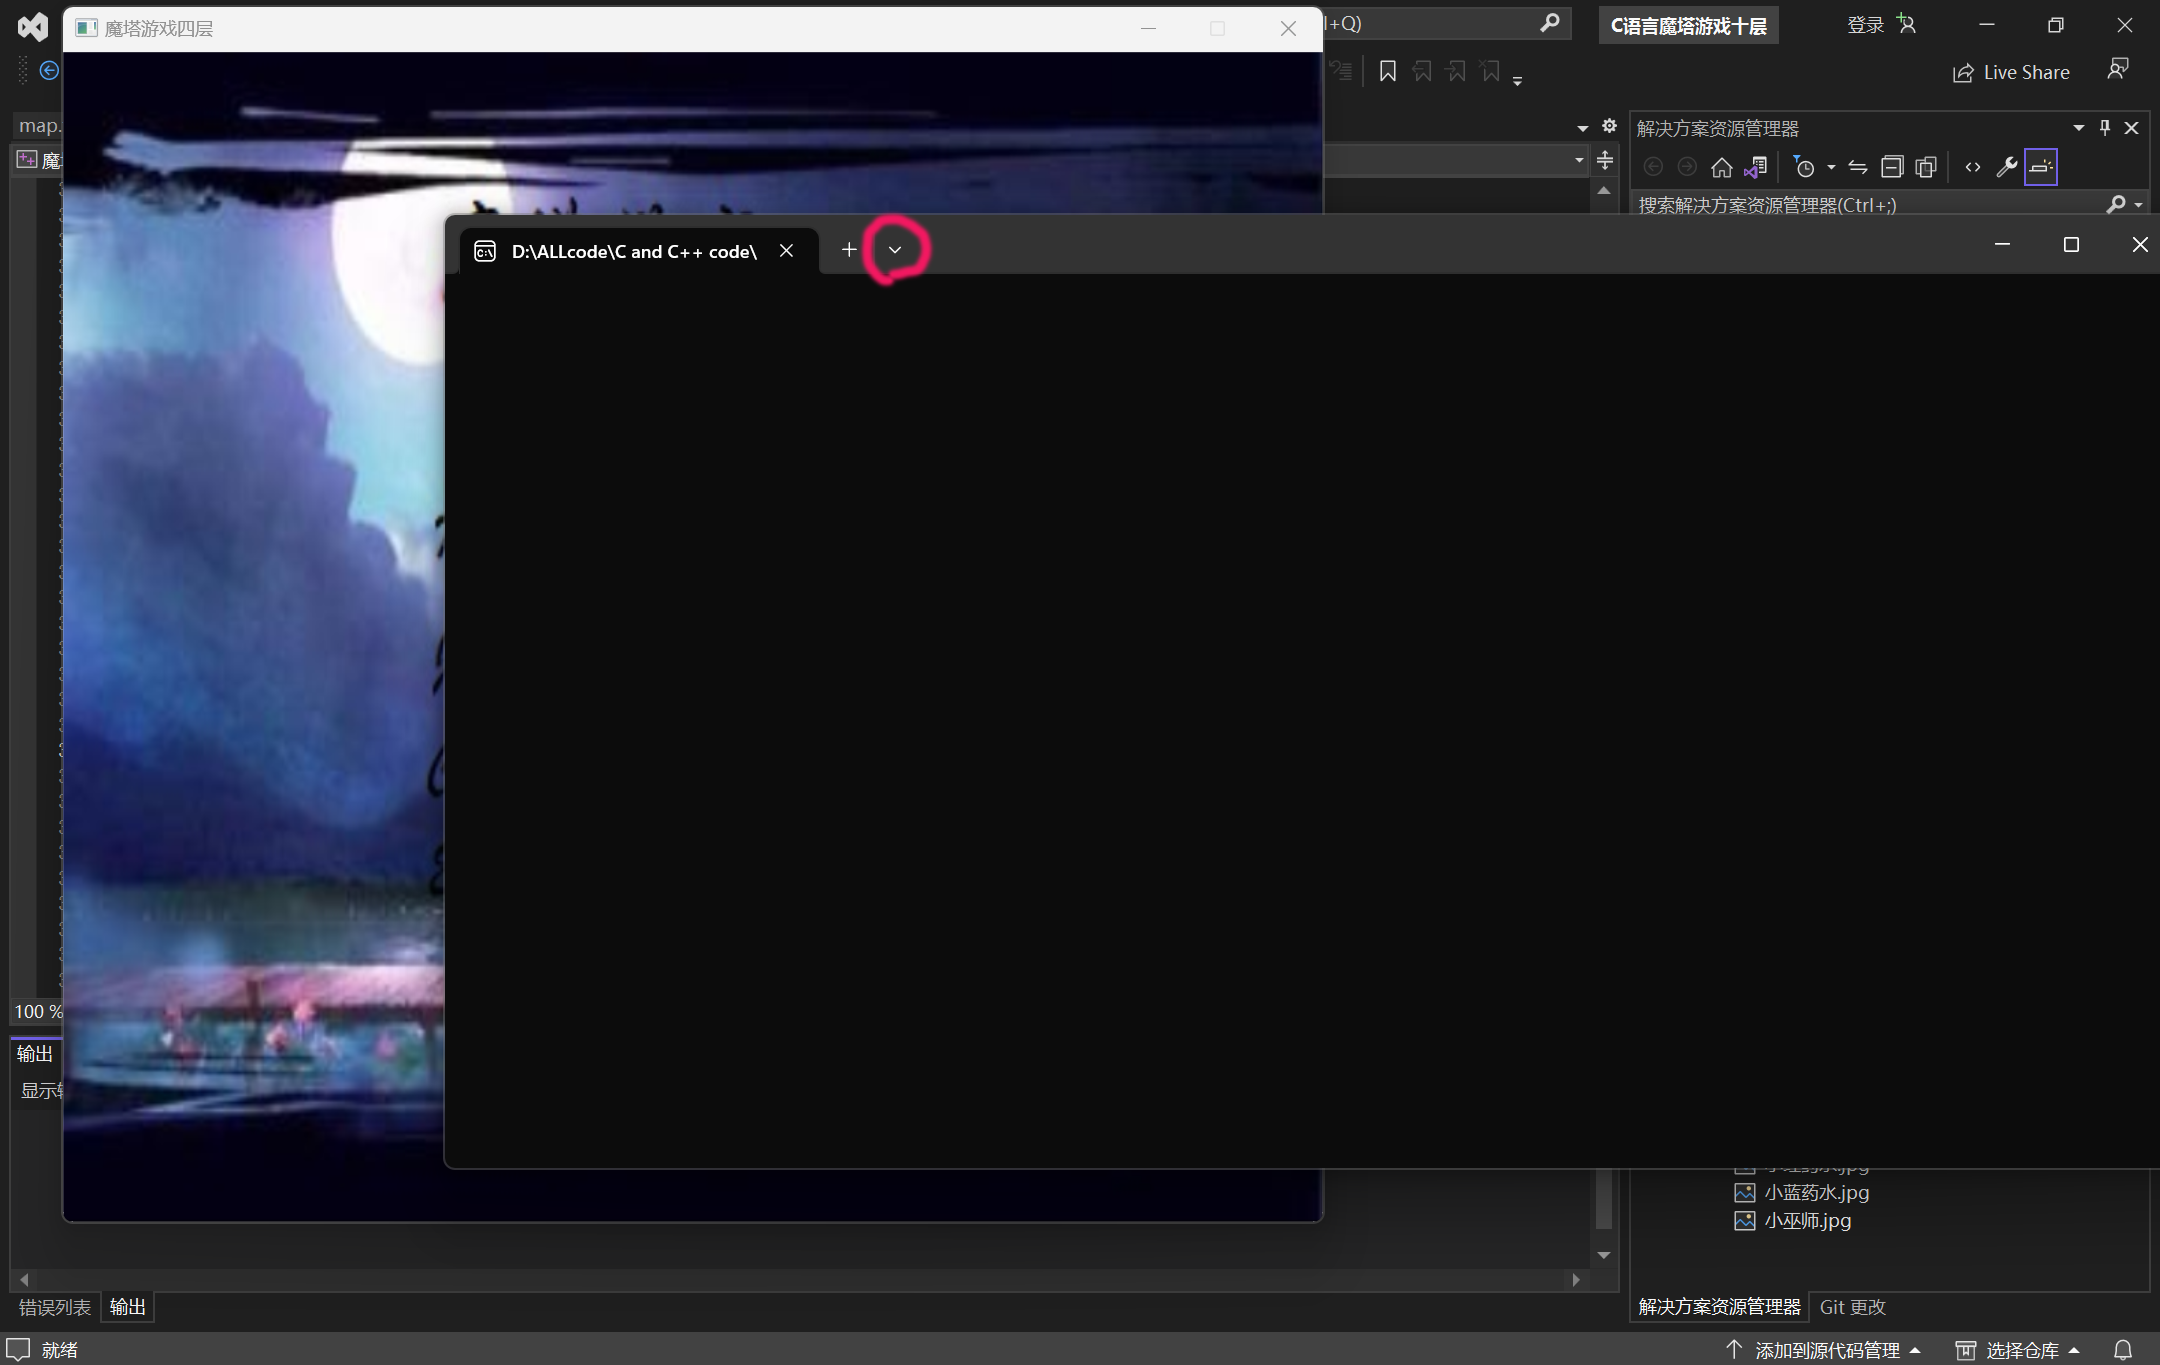 魔塔游戏四层
l+Q)
C语言魔塔游戏十层
登录
Live Share
map.
解决方案资源管理器
搜索解决方案资源管理器(Ctrl+;)
D:\ALLcode\C and C++ code\
100 %
输出
显示
小蓝药水.jpg
小巫师.jpg
错误列表
输出
解决方案资源管理器
Git 更改
就绪
添加到源代码管理
选择仓库